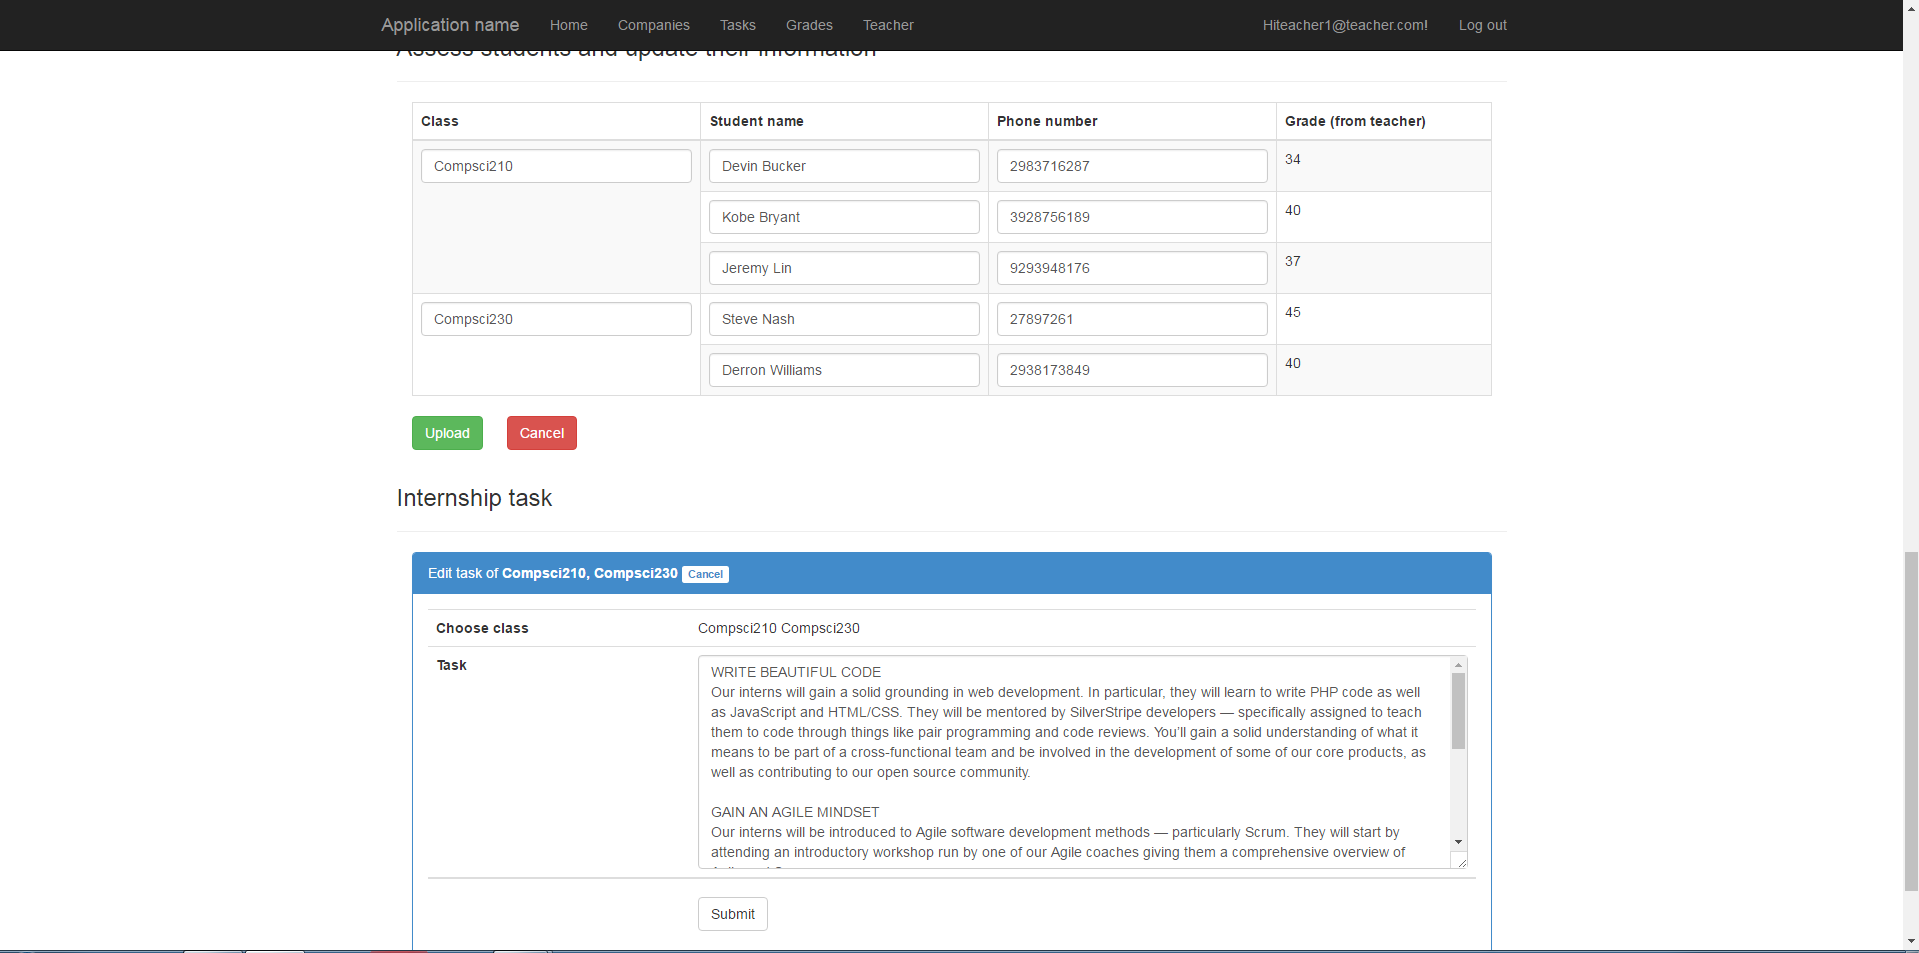 Application name Home Companies Tasks Grades Teacher Hiteacher1@teacher.com! Log out
Assess students and update their information
Class Student name Phone number Grade (from teacher)
Compsci210 Devin Bucker 2983716287 34
Kobe Bryant 3928756189 40
Jeremy Lin 9293948176 37
Compsci230 Steve Nash 27897261 45
Derron Williams 2938173849 40
Upload Cancel
Internship task
Edit task of Compsci210, Compsci230 Cancel
Choose class Compsci210 Compsci230
Task
WRITE BEAUTIFUL CODE
Our interns will gain a solid grounding in web development. In particular, they will learn to write PHP code as well
as JavaScript and HTML/CSS. They will be mentored by SilverStripe developers — specifically assigned to teach
them to code through things like pair programming and code reviews. You’ll gain a solid understanding of what it
means to be part of a cross-functional team and be involved in the development of some of our core products, as
well as contributing to our open source community.
GAIN AN AGILE MINDSET
Our interns will be introduced to Agile software development methods — particularly Scrum. They will start by
attending an introductory workshop run by one of our Agile coaches giving them a comprehensive overview of
Submit